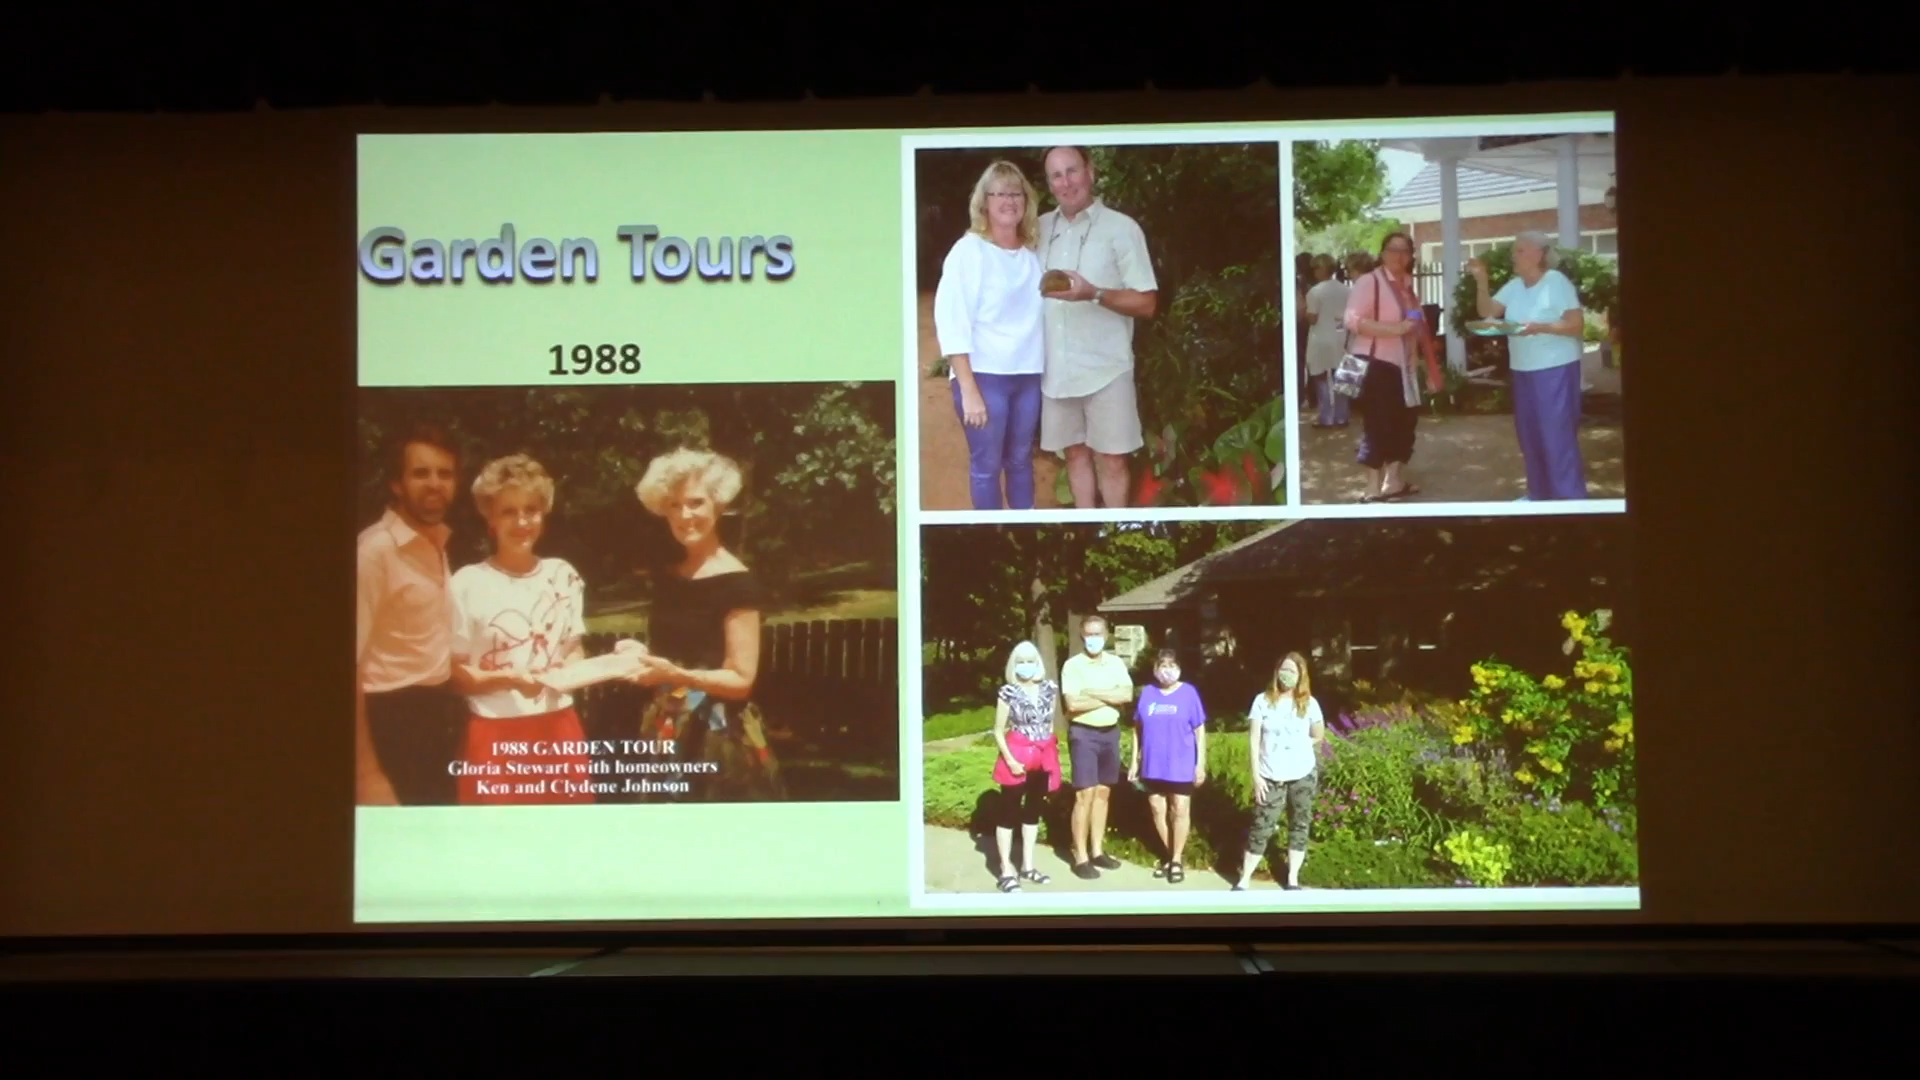 Garden Tours
1988
1988 GARDEN TOUR
Gloria Stewart with homeowners
Ken and Clydene Johnson